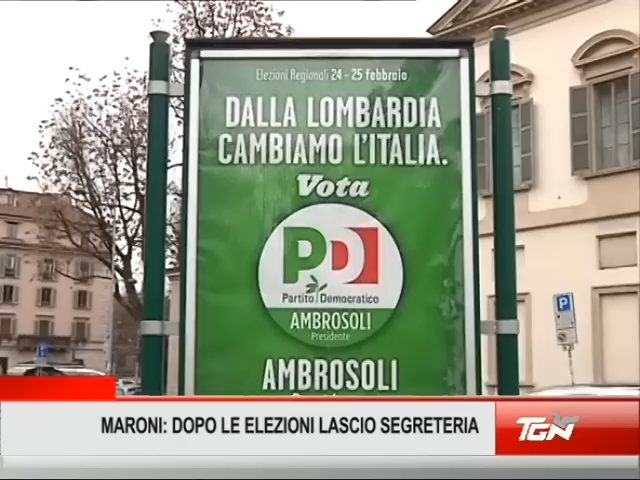 Elezioni Regionali 24 - 25 febbraio
DALLA LOMBARDIA
CAMBIAMO L'ITALIA.
Vota
PD
Partito Democratico
AMBROSOLI
Presidente
AMBROSOLI
P
MARONI: DOPO LE ELEZIONI LASCIO SEGRETERIA
TGN